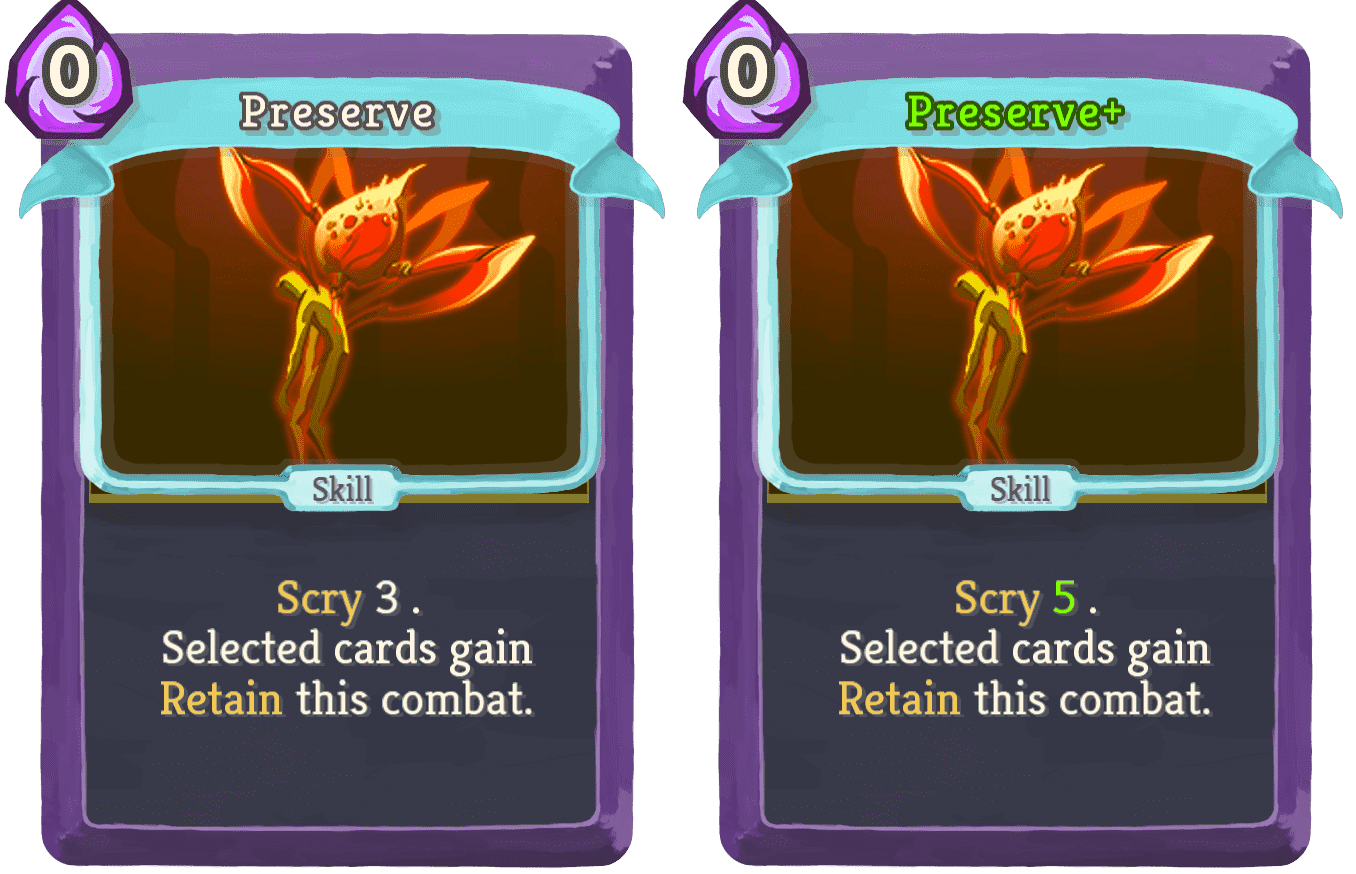 0
Preserve
Skill
Scry 3 .
Selected cards gain
Retain this combat.
0
Preserve+
Skill
Scry 5 .
Selected cards gain
Retain this combat.